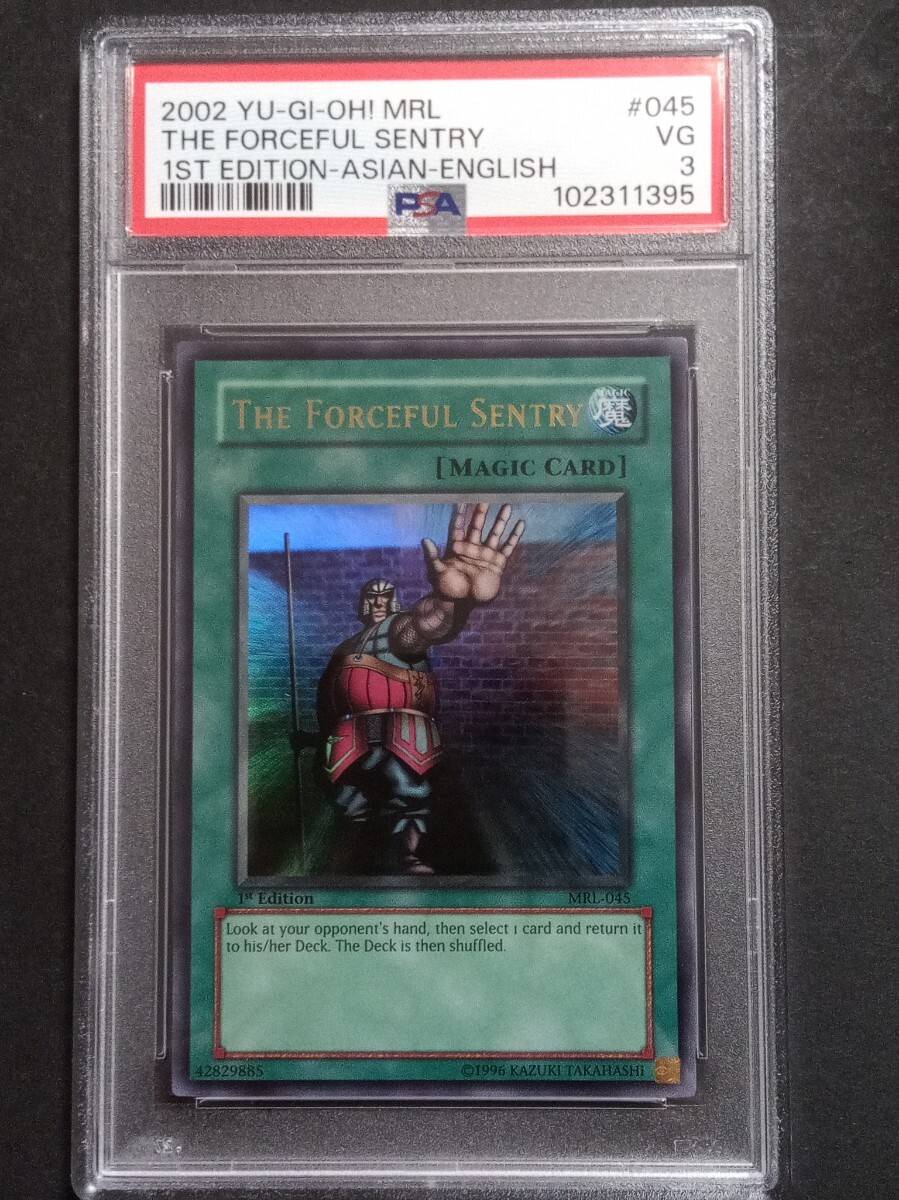 2002 YU-GI-OH! MRL #045
THE FORCEFUL SENTRY VG
1ST EDITION-ASIAN-ENGLISH 3
PSA 102311395
THE FORCEFUL SENTRY
MAGIC
魔
[MAGIC CARD]
1st Edition MRL-045
Look at your opponent's hand, then select 1 card and return it
to his/her Deck. The Deck is then shuffled.
42829885 ©1996 KAZUKI TAKAHASHI